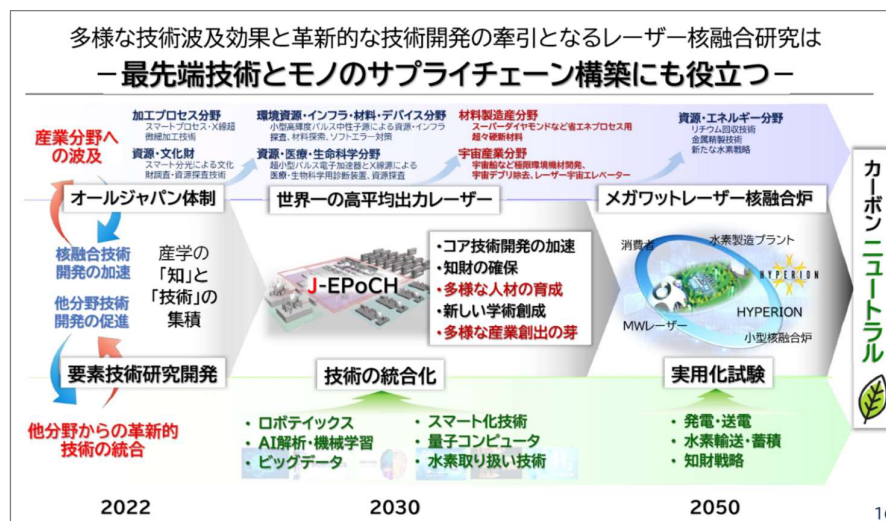 多様な技術波及効果と革新的な技術開発の牽引となるレーザー核融合研究は
－最先端技術とモノのサプライチェーン構築にも役立つ－
産業分野へ
の波及
加工プロセス分野
スマートプロセス・X線超
微細加工技術
資源・文化財
スマート分光による文化
財調査・資源探査技術
環境資源・インフラ・材料・デバイス分野
小型高輝度パルス中性子源による資源・インフラ
探査、材料探索、ソフトエラー対策
資源・医療・生命科学分野
超小型パルス電子加速器とX線源による
医療・生物科学用診断装置、資源探査
材料製造産分野
スーパーダイヤモンドなど省エネプロセス用
超々硬新材料
宇宙産業分野
宇宙船など極限環境機材開発、
宇宙デブリ除去、レーザー宇宙エレベーター
資源・エネルギー分野
リチウム回収技術
金属精製技術
新たな水素戦略
オールジャパン体制
世界一の高平均出力レーザー
メガワットレーザー核融合炉
核融合技術
開発の加速
他分野技術
開発の促進
産学の
「知」と
「技術」の
集積
J-EPoCH
・コア技術開発の加速
・知財の確保
・多様な人材の育成
・新しい学術創成
・多様な産業創出の芽
消費者
水素製造プラント
HYPERION
HYPERION
MWレーザー
小型核融合炉
カーボンニュートラル
要素技術研究開発
技術の統合化
実用化試験
他分野からの革新的
技術の統合
・ロボティックス
・AI解析・機械学習
・ビッグデータ
・スマート化技術
・量子コンピュータ
・水素取り扱い技術
・発電・送電
・水素輸送・蓄積
・知財戦略
2022
2030
2050